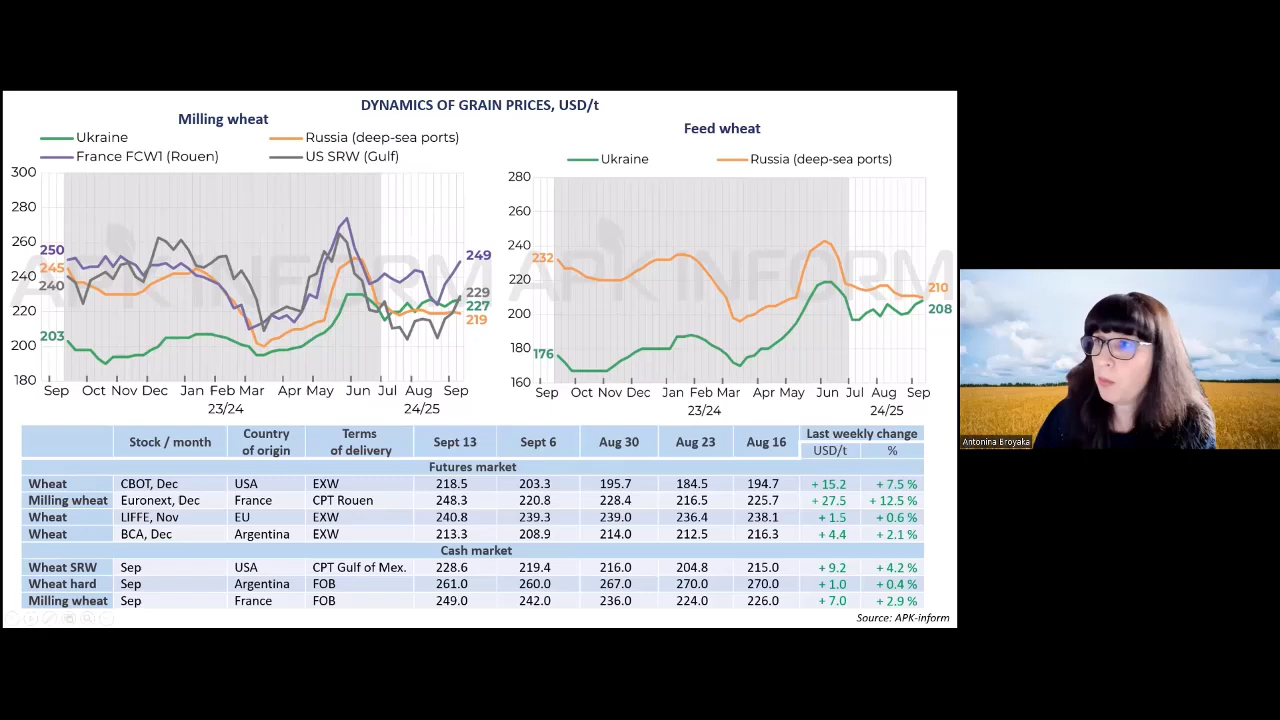 DYNAMICS OF GRAIN PRICES, USD/t
Milling wheat
Ukraine
Russia (deep-sea ports)
France FCW1 (Rouen)
US SRW (Gulf)
300
280
260
240
220
200
180
250
245
240
203
249
229
227
219
Sep Oct Nov Dec Jan Feb Mar Apr May Jun Jul Aug Sep
23/24 24/25
APK INFORM
Feed wheat
Ukraine
Russia (deep-sea ports)
280
260
240
220
200
180
160
232
176
210
208
Sep Oct Nov Dec Jan Feb Mar Apr May Jun Jul Aug Sep
23/24 24/25
APK INFORM
Stock / month Country of origin Terms of delivery Sept 13 Sept 6 Aug 30 Aug 23 Aug 16 Last weekly change
USD/t %
Futures market
Wheat CBOT, Dec USA EXW 218.5 203.3 195.7 184.5 194.7 + 15.2 + 7.5 %
Milling wheat Euronext, Dec France CPT Rouen 248.3 220.8 228.4 216.5 225.7 + 27.5 + 12.5 %
Wheat LIFFE, Nov EU EXW 240.8 239.3 239.0 236.4 238.1 + 1.5 + 0.6 %
Wheat BCA, Dec Argentina EXW 213.3 208.9 214.0 212.5 216.3 + 4.4 + 2.1 %
Cash market
Wheat SRW Sep USA CPT Gulf of Mex. 228.6 219.4 216.0 204.8 215.0 + 9.2 + 4.2 %
Wheat hard Sep Argentina FOB 261.0 260.0 267.0 270.0 270.0 + 1.0 + 0.4 %
Milling wheat Sep France FOB 249.0 242.0 236.0 224.0 226.0 + 7.0 + 2.9 %
Source: APK-inform
Antonina Broyaka